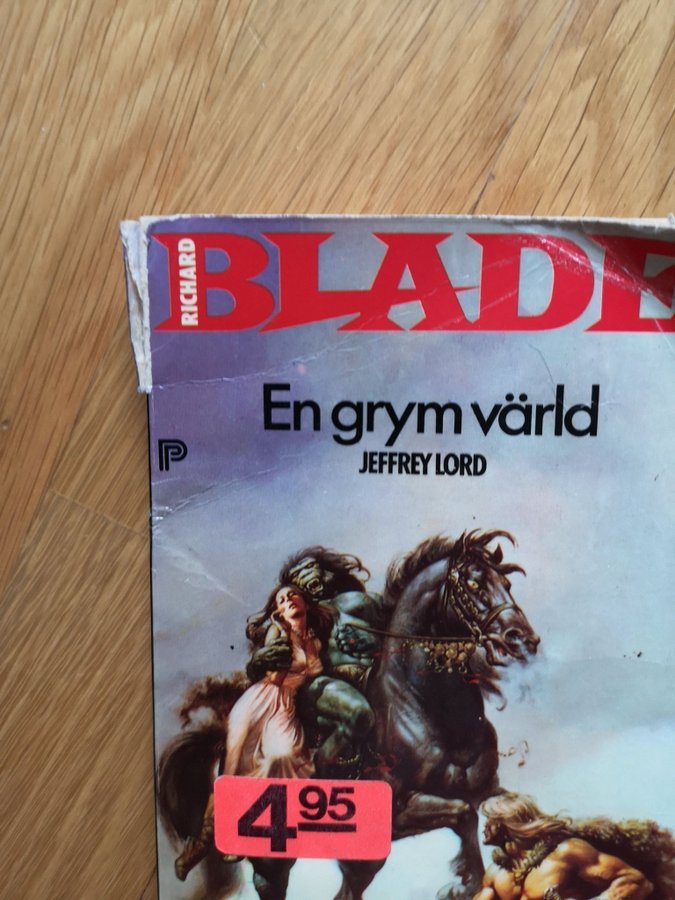 RICHARD
BLADE
En grym värld
JEFFREY LORD
P
4 95